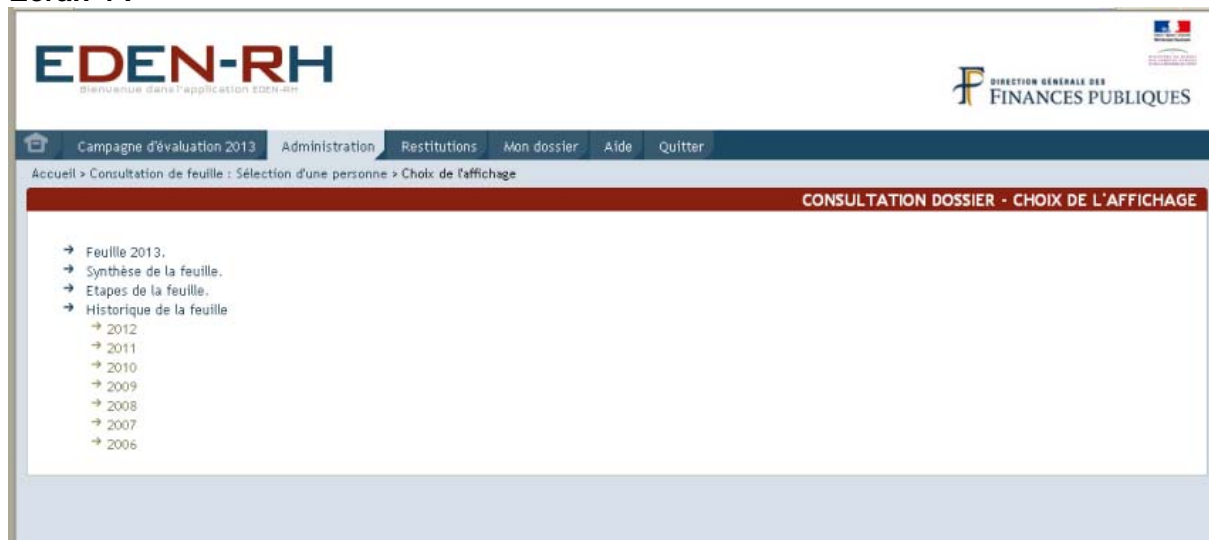 EDEN-RH
Bienvenue dans l'application EDEN-RH
DIRECTION GÉNÉRALE DES
FINANCES PUBLIQUES
Campagne d'évaluation 2013 Administration Restitutions Mon dossier Aide Quitter
Accueil > Consultation de feuille : Sélection d'une personne > Choix de l'affichage
CONSULTATION DOSSIER - CHOIX DE L'AFFICHAGE
Feuille 2013.
Synthèse de la feuille.
Etapes de la feuille.
Historique de la feuille
2012
2011
2010
2009
2008
2007
2006